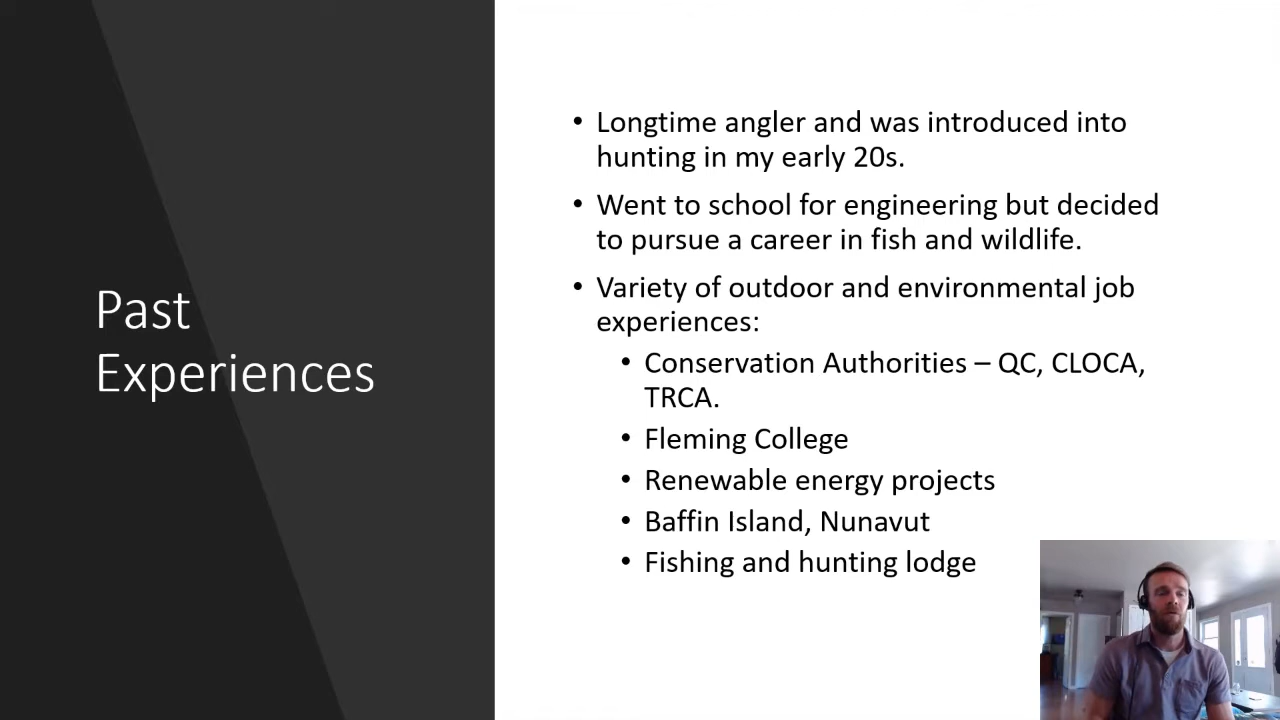 Past
Experiences
• Longtime angler and was introduced into
hunting in my early 20s.
• Went to school for engineering but decided
to pursue a career in fish and wildlife.
• Variety of outdoor and environmental job
experiences:
• Conservation Authorities – QC, CLOCA,
TRCA.
• Fleming College
• Renewable energy projects
• Baffin Island, Nunavut
• Fishing and hunting lodge